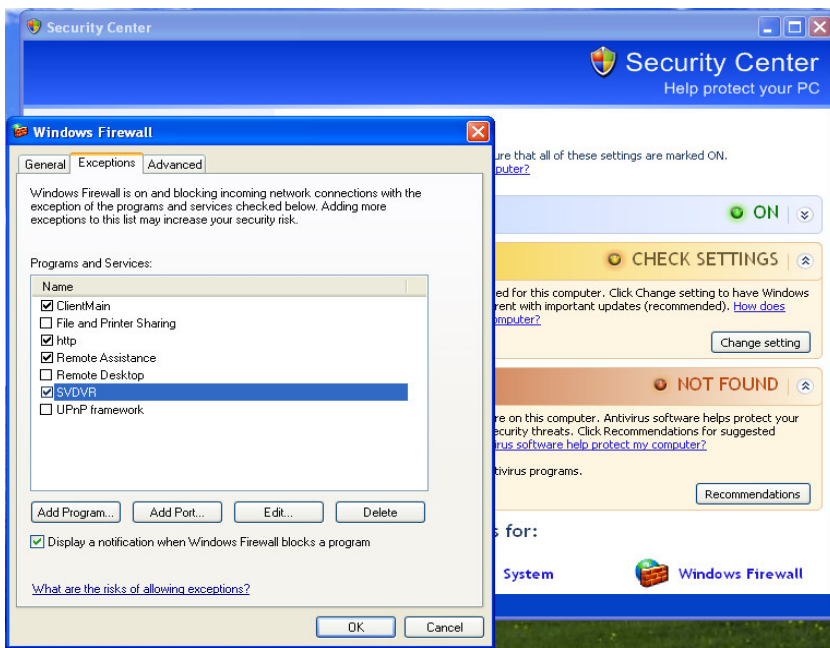 Security Center
Security Center
Help protect your PC
Windows Firewall
General Exceptions Advanced
Windows Firewall is on and blocking incoming network connections with the
exception of the programs and services checked below. Adding more
exceptions to this list may increase your security risk.
Programs and Services:
Name
ClientMain
File and Printer Sharing
http
Remote Assistance
Remote Desktop
SVDVR
UPnP framework
Add Program... Add Port... Edit... Delete
Display a notification when Windows Firewall blocks a program
What are the risks of allowing exceptions?
OK Cancel
ure that all of these settings are marked ON.
puter?
ON
CHECK SETTINGS
ed for this computer. Click Change setting to have Windows
rent with important updates (recommended). How does
omputer?
Change setting
NOT FOUND
re on this computer. Antivirus software helps protect your
ecurity threats. Click Recommendations for suggested
irus software help protect my computer?
tivirus programs.
Recommendations
s for:
System Windows Firewall